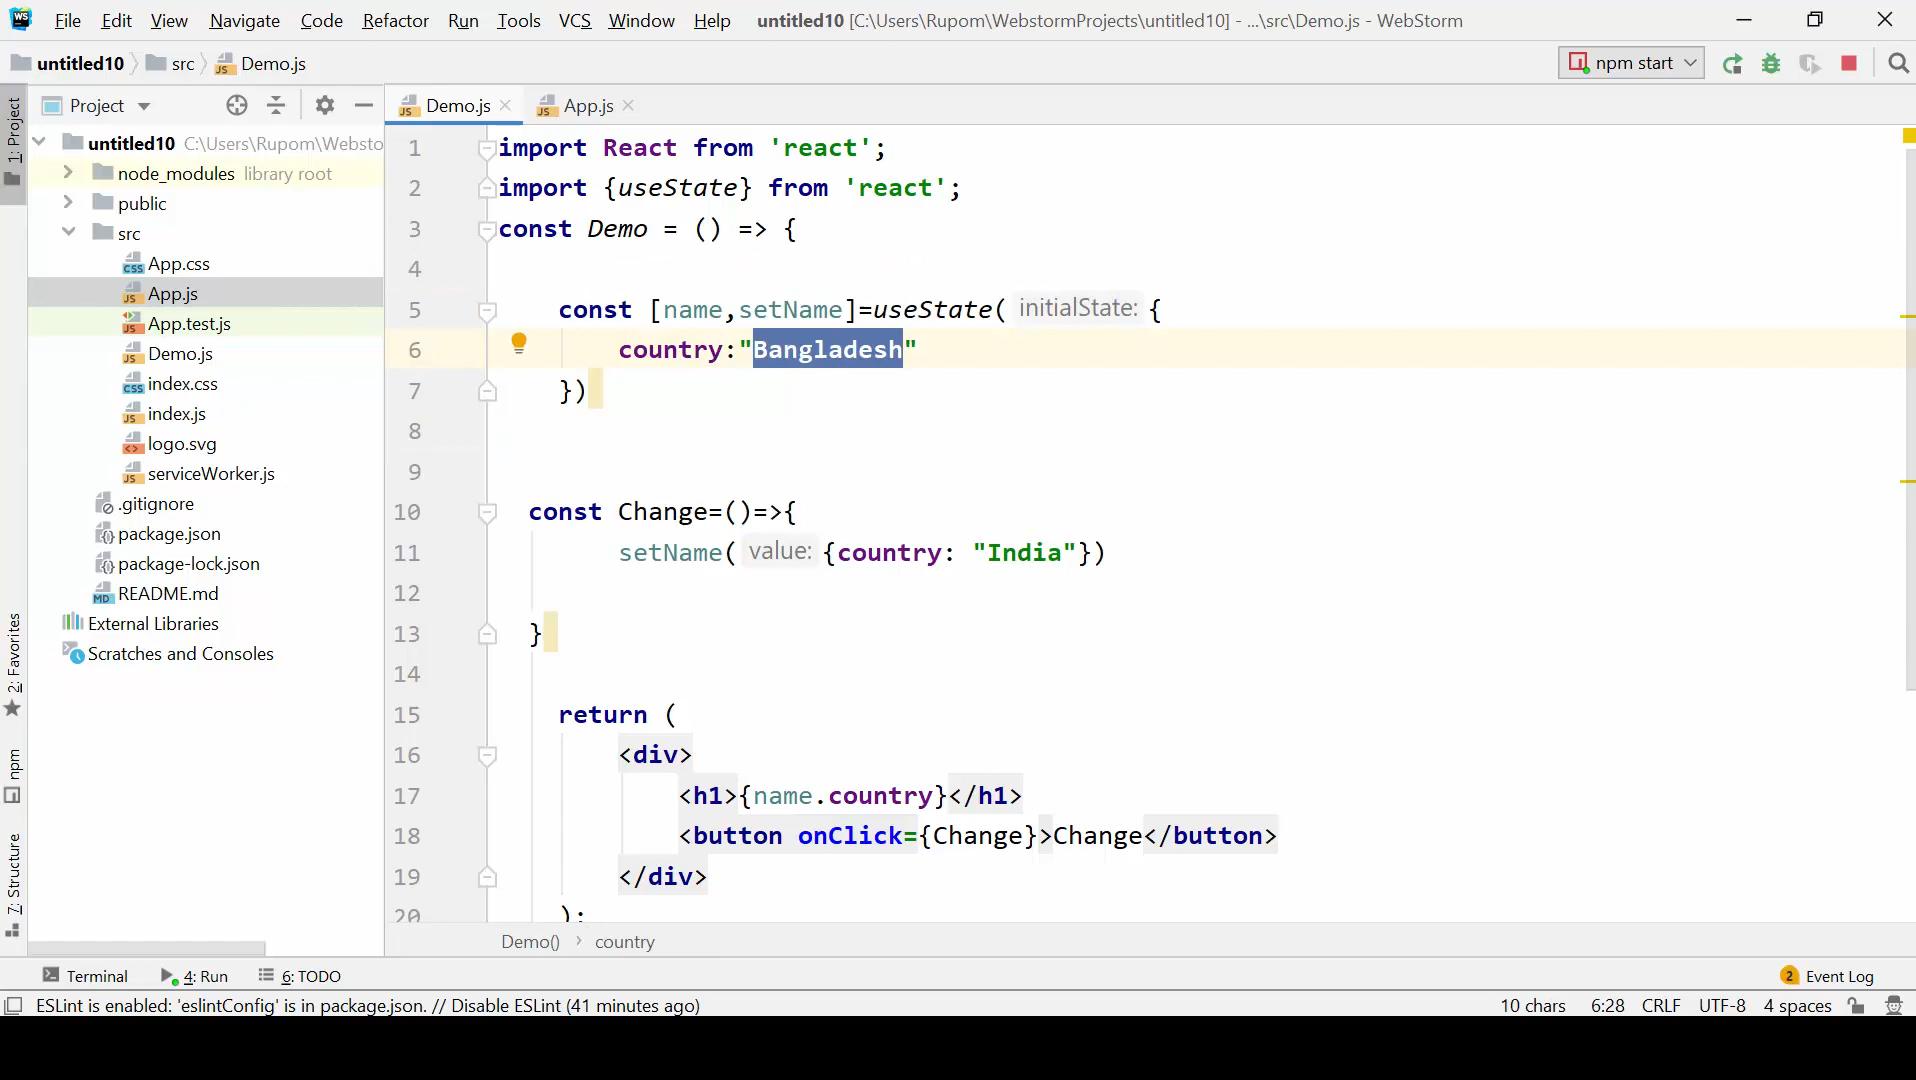 WS File Edit View Navigate Code Refactor Run Tools VCS Window Help untitled10 [C:\Users\Rupom\WebstormProjects\untitled10] - ...\src\Demo.js - WebStorm
untitled10 src Demo.js npm start
Project Demo.js App.js
1: Project
2: Favorites
npm
7: Structure
untitled10 C:\Users\Rupom\Websto
node_modules library root
public
src
App.css
App.js
App.test.js
Demo.js
index.css
index.js
logo.svg
serviceWorker.js
.gitignore
package.json
package-lock.json
README.md
External Libraries
Scratches and Consoles
1 import React from 'react';
2 import {useState} from 'react';
3 const Demo = () => {
4
5 const [name,setName]=useState( initialState: {
6 country:"Bangladesh"
7 })
8
9
10 const Change=()=>{
11 setName( value: {country: "India"})
12
13 }
14
15 return (
16 <div>
17 <h1>{name.country}</h1>
18 <button onClick={Change}>Change</button>
19 </div>
20 );
Demo() › country
Terminal 4: Run 6: TODO 2 Event Log
ESLint is enabled: 'eslintConfig' is in package.json. // Disable ESLint (41 minutes ago) 10 chars 6:28 CRLF UTF-8 4 spaces